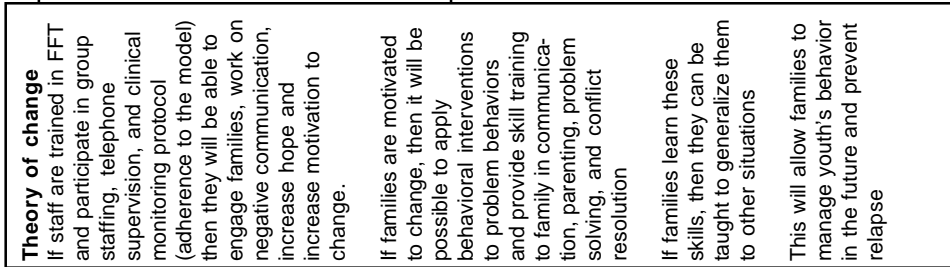 Theory of change
If staff are trained in FFT
and participate in group
staffing, telephone
supervision, and clinical
monitoring protocol
(adherence to the model)
then they will be able to
engage families, work on
negative communication,
increase hope and
increase motivation to
change.
If families are motivated
to change, then it will be
possible to apply
behavioral interventions
to problem behaviors
and provide skill training
to family in communica-
tion, parenting, problem
solving, and conflict
resolution
If families learn these
skills, then they can be
taught to generalize them
to other situations
This will allow families to
manage youth's behavior
in the future and prevent
relapse